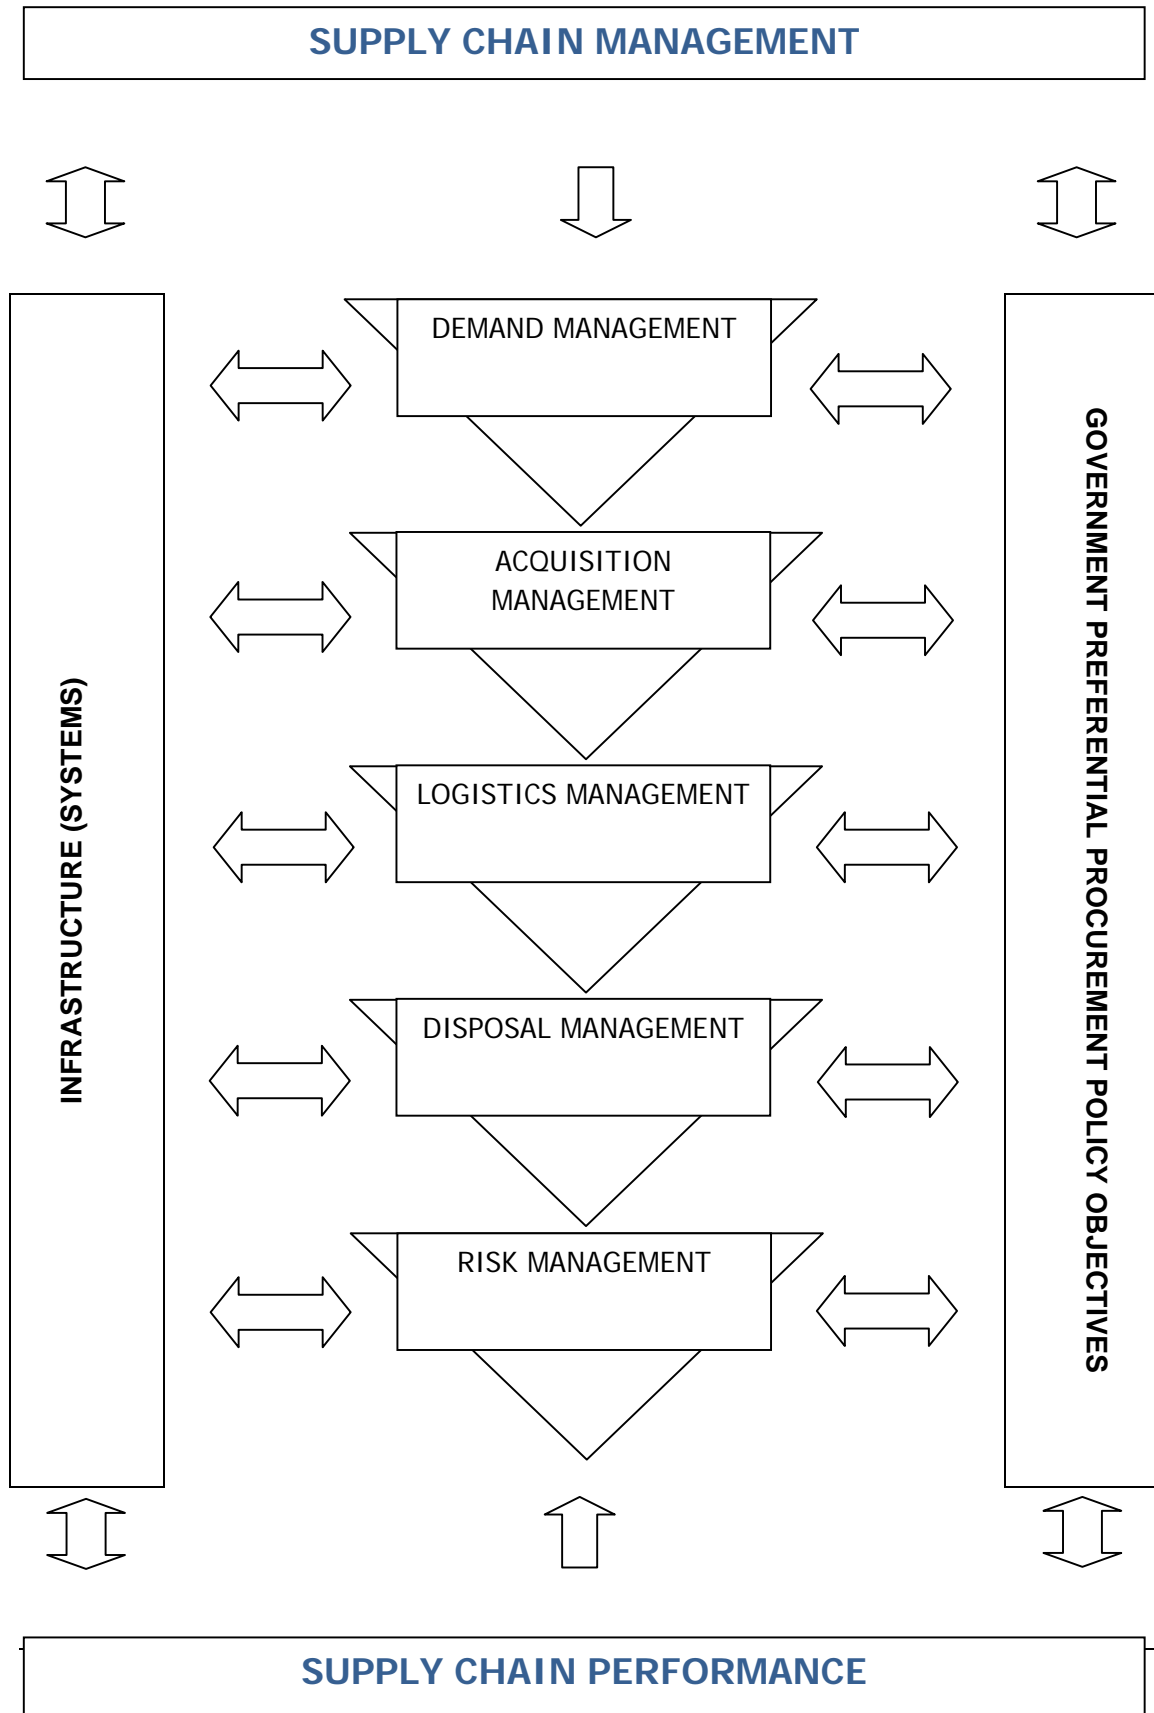 SUPPLY CHAIN MANAGEMENT
INFRASTRUCTURE (SYSTEMS)
DEMAND MANAGEMENT
ACQUISITION
MANAGEMENT
LOGISTICS MANAGEMENT
DISPOSAL MANAGEMENT
RISK MANAGEMENT
GOVERNMENT PREFERENTIAL PROCUREMENT POLICY OBJECTIVES
SUPPLY CHAIN PERFORMANCE